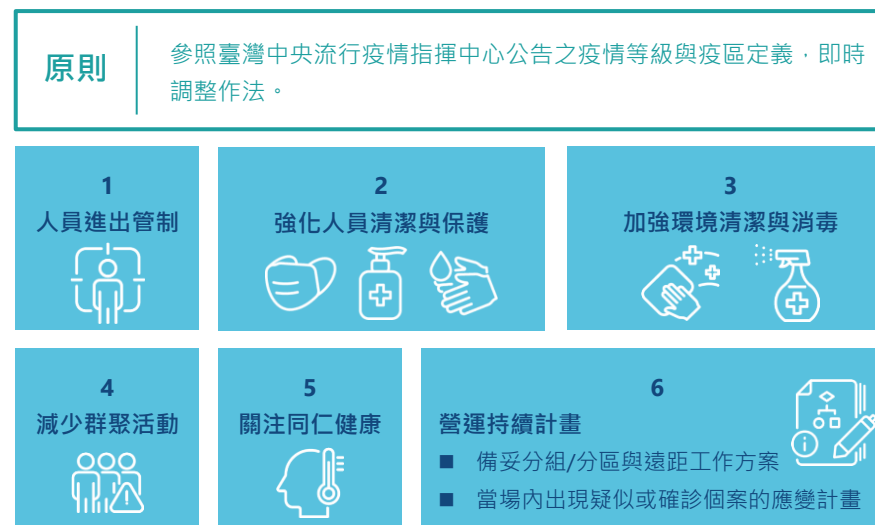 原則
參照臺灣中央流行疫情指揮中心公告之疫情等級與疫區定義，即時
調整作法。
1
人員進出管制
2
強化人員清潔與保護
3
加強環境清潔與消毒
4
減少群聚活動
5
關注同仁健康
6
營運持續計畫
■ 備妥分組/分區與遠距工作方案
■ 當場內出現疑似或確診個案的應變計畫